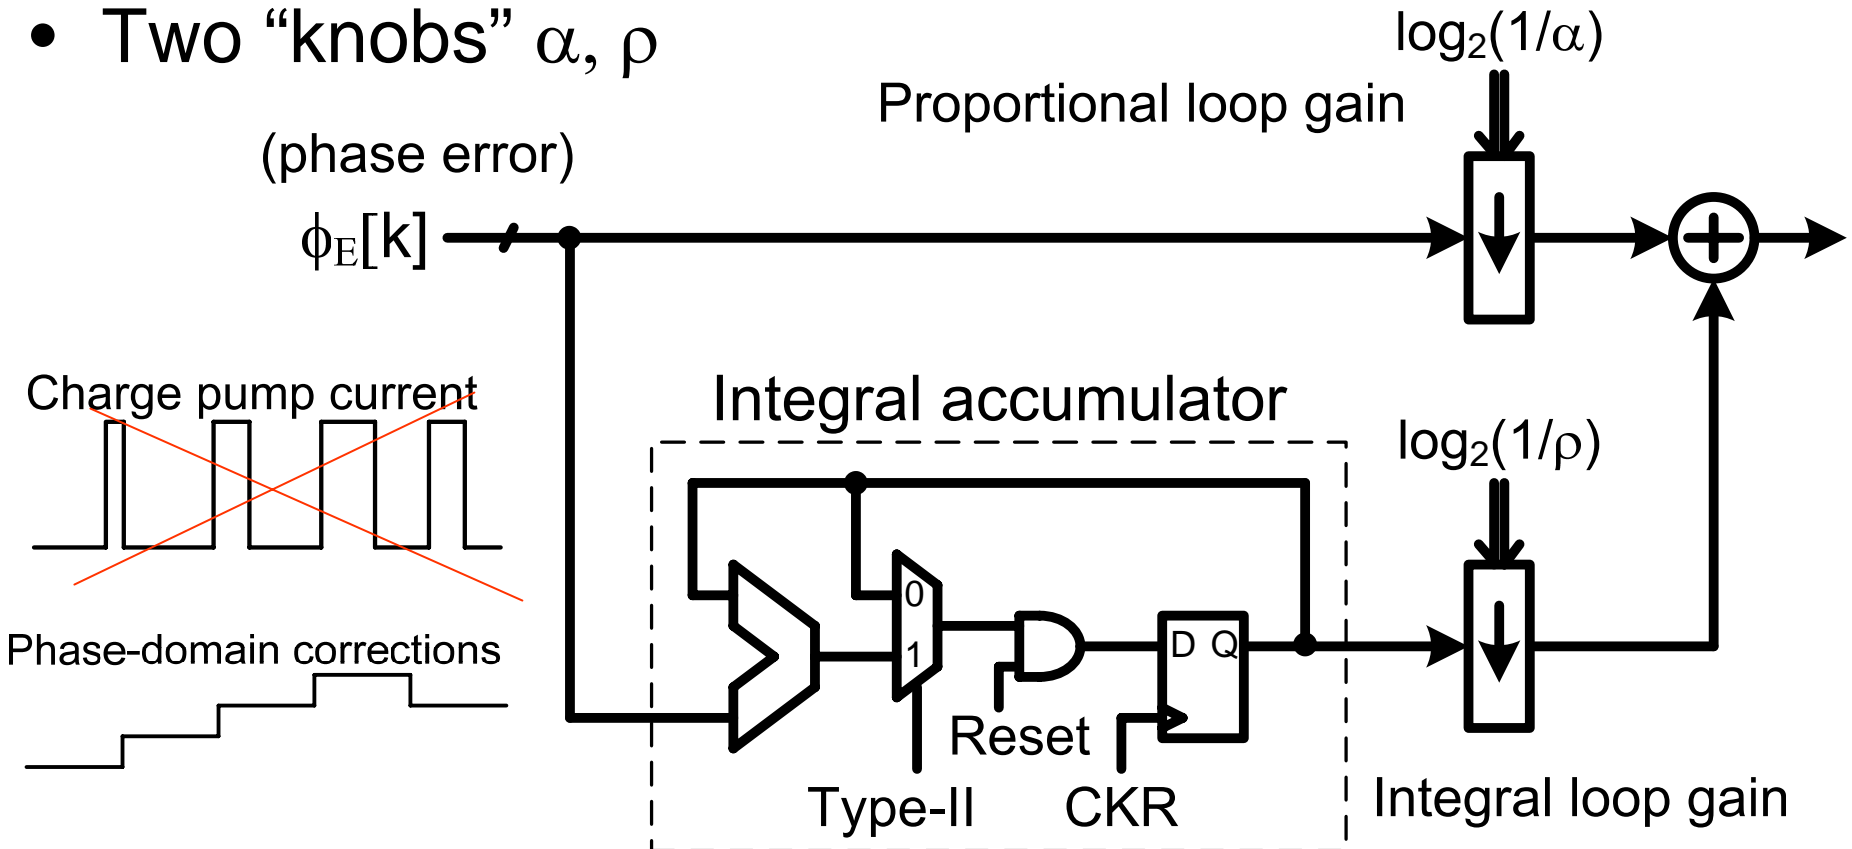 • Two “knobs” α, ρ
log₂(1/α)
Proportional loop gain
(phase error)
ϕ_E[k]
Charge pump current
Integral accumulator
log₂(1/ρ)
0
1
D Q
Phase-domain corrections
Reset
Type-II
CKR
Integral loop gain